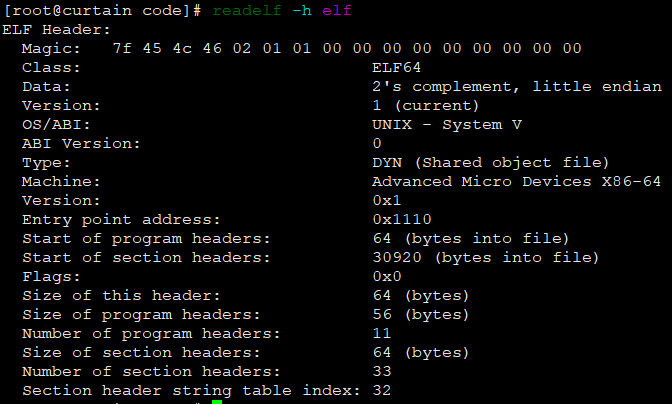 [root@curtain code]# readelf -h elf
ELF Header:
  Magic:   7f 45 4c 46 02 01 01 00 00 00 00 00 00 00 00 00
  Class:                             ELF64
  Data:                              2's complement, little endian
  Version:                           1 (current)
  OS/ABI:                            UNIX - System V
  ABI Version:                       0
  Type:                              DYN (Shared object file)
  Machine:                           Advanced Micro Devices X86-64
  Version:                           0x1
  Entry point address:               0x1110
  Start of program headers:          64 (bytes into file)
  Start of section headers:          30920 (bytes into file)
  Flags:                             0x0
  Size of this header:               64 (bytes)
  Size of program headers:           56 (bytes)
  Number of program headers:         11
  Size of section headers:           64 (bytes)
  Number of section headers:         33
  Section header string table index: 32